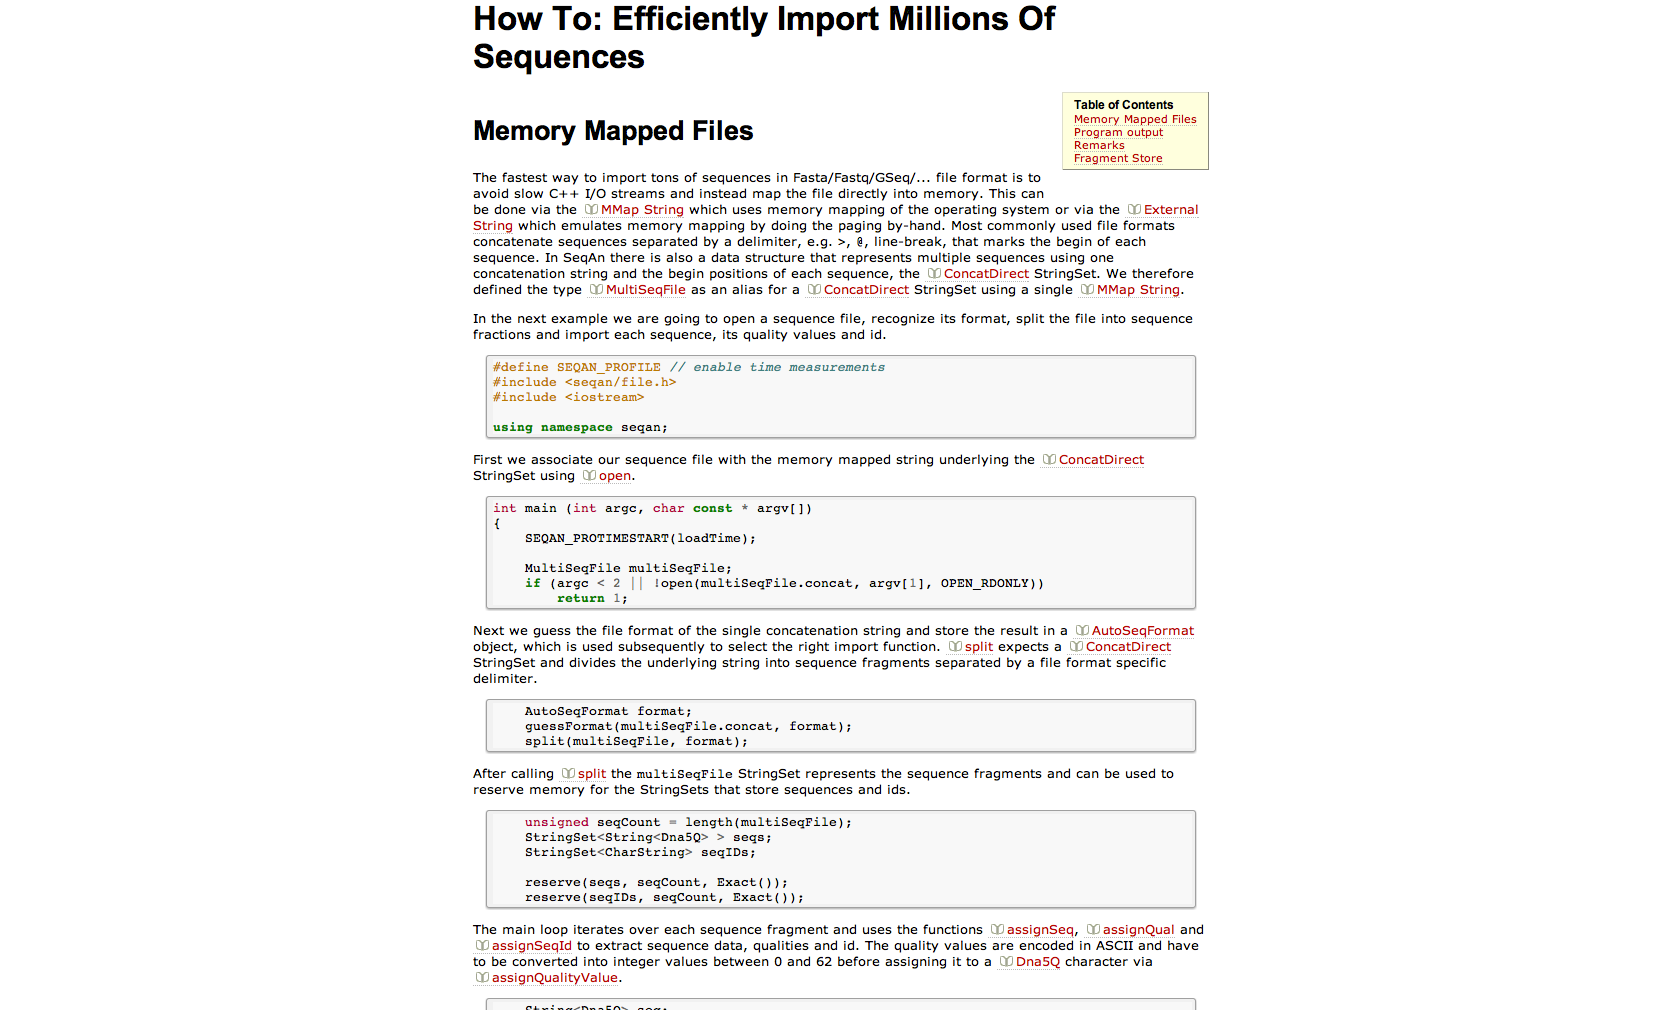 How To: Efficiently Import Millions Of
Sequences
Table of Contents
Memory Mapped Files
Program output
Remarks
Fragment Store
Memory Mapped Files
The fastest way to import tons of sequences in Fasta/Fastq/GSeq/... file format is to
avoid slow C++ I/O streams and instead map the file directly into memory. This can
be done via the MMap String which uses memory mapping of the operating system or via the External
String which emulates memory mapping by doing the paging by-hand. Most commonly used file formats
concatenate sequences separated by a delimiter, e.g. >, @, line-break, that marks the begin of each
sequence. In SeqAn there is also a data structure that represents multiple sequences using one
concatenation string and the begin positions of each sequence, the ConcatDirect StringSet. We therefore
defined the type MultiSeqFile as an alias for a ConcatDirect StringSet using a single MMap String.
In the next example we are going to open a sequence file, recognize its format, split the file into sequence
fractions and import each sequence, its quality values and id.
#define SEQAN_PROFILE // enable time measurements
#include <seqan/file.h>
#include <iostream>
using namespace seqan;
First we associate our sequence file with the memory mapped string underlying the ConcatDirect
StringSet using open.
int main (int argc, char const * argv[])
{
SEQAN_PROTIMESTART(loadTime);
MultiSeqFile multiSeqFile;
if (argc < 2 || !open(multiSeqFile.concat, argv[1], OPEN_RDONLY))
return 1;
Next we guess the file format of the single concatenation string and store the result in a AutoSeqFormat
object, which is used subsequently to select the right import function. split expects a ConcatDirect
StringSet and divides the underlying string into sequence fragments separated by a file format specific
delimiter.
AutoSeqFormat format;
guessFormat(multiSeqFile.concat, format);
split(multiSeqFile, format);
After calling split the multiSeqFile StringSet represents the sequence fragments and can be used to
reserve memory for the StringSets that store sequences and ids.
unsigned seqCount = length(multiSeqFile);
StringSet<String<Dna5Q> > seqs;
StringSet<CharString> seqIDs;
reserve(seqs, seqCount, Exact());
reserve(seqIDs, seqCount, Exact());
The main loop iterates over each sequence fragment and uses the functions assignSeq, assignQual and
assignSeqId to extract sequence data, qualities and id. The quality values are encoded in ASCII and have
to be converted into integer values between 0 and 62 before assigning it to a Dna5Q character via
assignQualityValue.